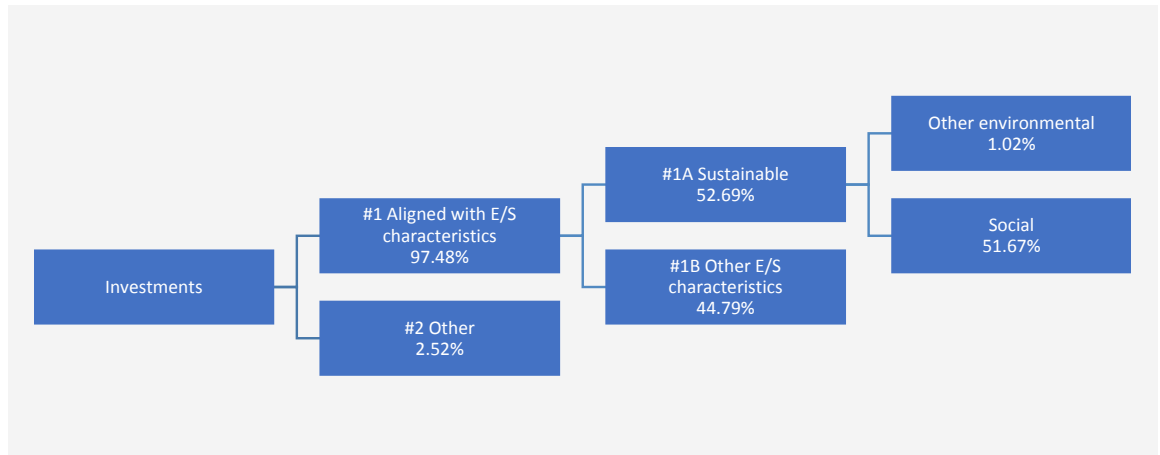 Investments
#1 Aligned with E/S
characteristics
97.48%
#2 Other
2.52%
#1A Sustainable
52.69%
#1B Other E/S
characteristics
44.79%
Other environmental
1.02%
Social
51.67%